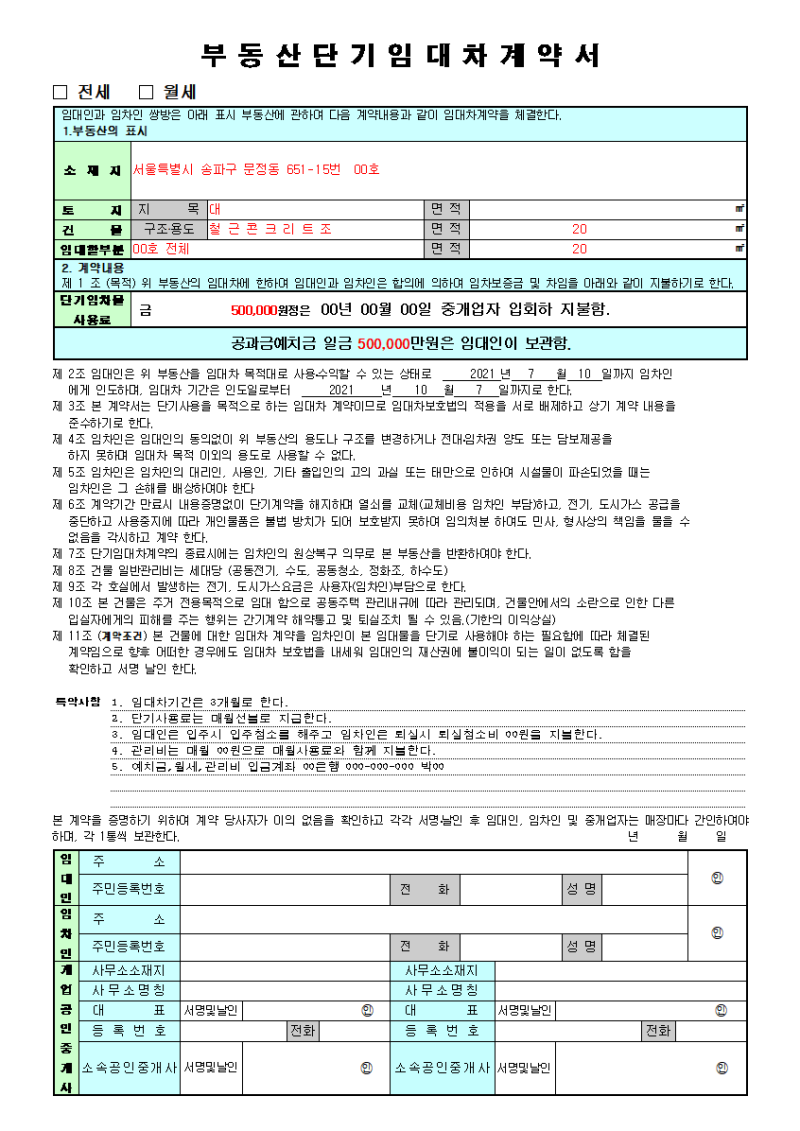 부동산단기임대차계약서
□ 전세 □ 월세
임대인과 임차인 쌍방은 아래 표시 부동산에 관하여 다음 계약내용과 같이 임대차계약을 체결한다.
1.부동산의 표시
소 재 지 서울특별시 송파구 문정동 651-15번 00호
토 지 지 목 대 면 적 ㎡
건 물 구조·용도 철 근 콘 크 리 트 조 면 적 20 ㎡
임대할부분 00호 전체 면 적 20 ㎡
2. 계약내용
제 1 조 (목적) 위 부동산의 임대차에 한하여 임대인과 임차인은 합의에 의하여 임차보증금 및 차임을 아래와 같이 지불하기로 한다.
단기임차물 사용료 금 500,000원정은 00년 00월 00일 중개업자 입회하 지불함.
공과금예치금 일금 500,000만원은 임대인이 보관함.
제 2조 임대인은 위 부동산을 임대차 목적대로 사용·수익할 수 있는 상태로 2021 년 7 월 10 일까지 임차인
에게 인도하며, 임대차 기간은 인도일로부터 2021 년 10 월 7 일까지로 한다.
제 3조 본 계약서는 단기사용을 목적으로 하는 임대차 계약이므로 임대차보호법의 적용을 서로 배제하고 상기 계약 내용을
준수하기로 한다.
제 4조 임차인은 임대인의 동의없이 위 부동산의 용도나 구조를 변경하거나 전대·임차권 양도 또는 담보제공을
하지 못하며 임대차 목적 이외의 용도로 사용할 수 없다.
제 5조 임차인은 임차인의 대리인, 사용인, 기타 출입인의 고의 과실 또는 태만으로 인하여 시설물이 파손되었을 때는
임차인은 그 손해를 배상하여야 한다
제 6조 계약기간 만료시 내용증명없이 단기계약을 해지하며 열쇠를 교체(교체비용 임차인 부담)하고, 전기, 도시가스 공급을
중단하고 사용중지에 따라 개인물품은 불법 방치가 되어 보호받지 못하여 임의처분 하여도 민사, 형사상의 책임을 물을 수
없음을 각시하고 계약 한다.
제 7조 단기임대차계약의 종료시에는 임차인의 원상복구 의무로 본 부동산을 반환하여야 한다.
제 8조 건물 일반관리비는 세대당 (공동전기, 수도, 공동청소, 정화조, 하수도)
제 9조 각 호실에서 발생하는 전기, 도시가스요금은 사용자(임차인)부담으로 한다.
제 10조 본 건물은 주거 전용목적으로 임대 함으로 공동주택 관리내규에 따라 관리되며, 건물안에서의 소란으로 인한 다른
입실자에게의 피해를 주는 행위는 간기계약 해약통고 및 퇴실조치 될 수 있음.(기한의 이익상실)
제 11조 (계약조건) 본 건물에 대한 임대차 계약을 임차인이 본 임대물을 단기로 사용해야 하는 필요함에 따라 체결된
계약임으로 향후 어떠한 경우에도 임대차 보호법을 내세워 임대인의 재산권에 불이익이 되는 일이 없도록 함을
확인하고 서명 날인 한다.
특약사항 1. 임대차기간은 3개월로 한다.
2. 단기사용료는 매월선불로 지급한다.
3. 임대인은 입주시 입주청소를 해주고 임차인은 퇴실시 퇴실청소비 00원을 지불한다.
4. 관리비는 매월 00원으로 매월사용료와 함께 지불한다.
5. 예치금,월세,관리비 입금계좌 00은행 000-000-000 박00
본 계약을 증명하기 위하여 계약 당사자가 이의 없음을 확인하고 각각 서명·날인 후 임대인, 임차인 및 중개업자는 매장마다 간인하여야
하며, 각 1통씩 보관한다. 년 월 일
임대인 주 소 ㊞
주민등록번호 전 화 성 명
임차인 주 소 ㊞
주민등록번호 전 화 성 명
개업공인중개사 사무소소재지 사무소소재지
사 무 소 명 칭 사 무 소 명 칭
대 표 서명및날인 ㊞ 대 표 서명및날인 ㊞
등 록 번 호 전화 등 록 번 호 전화
소속공인중개사 서명및날인 ㊞ 소속공인중개사 서명및날인 ㊞